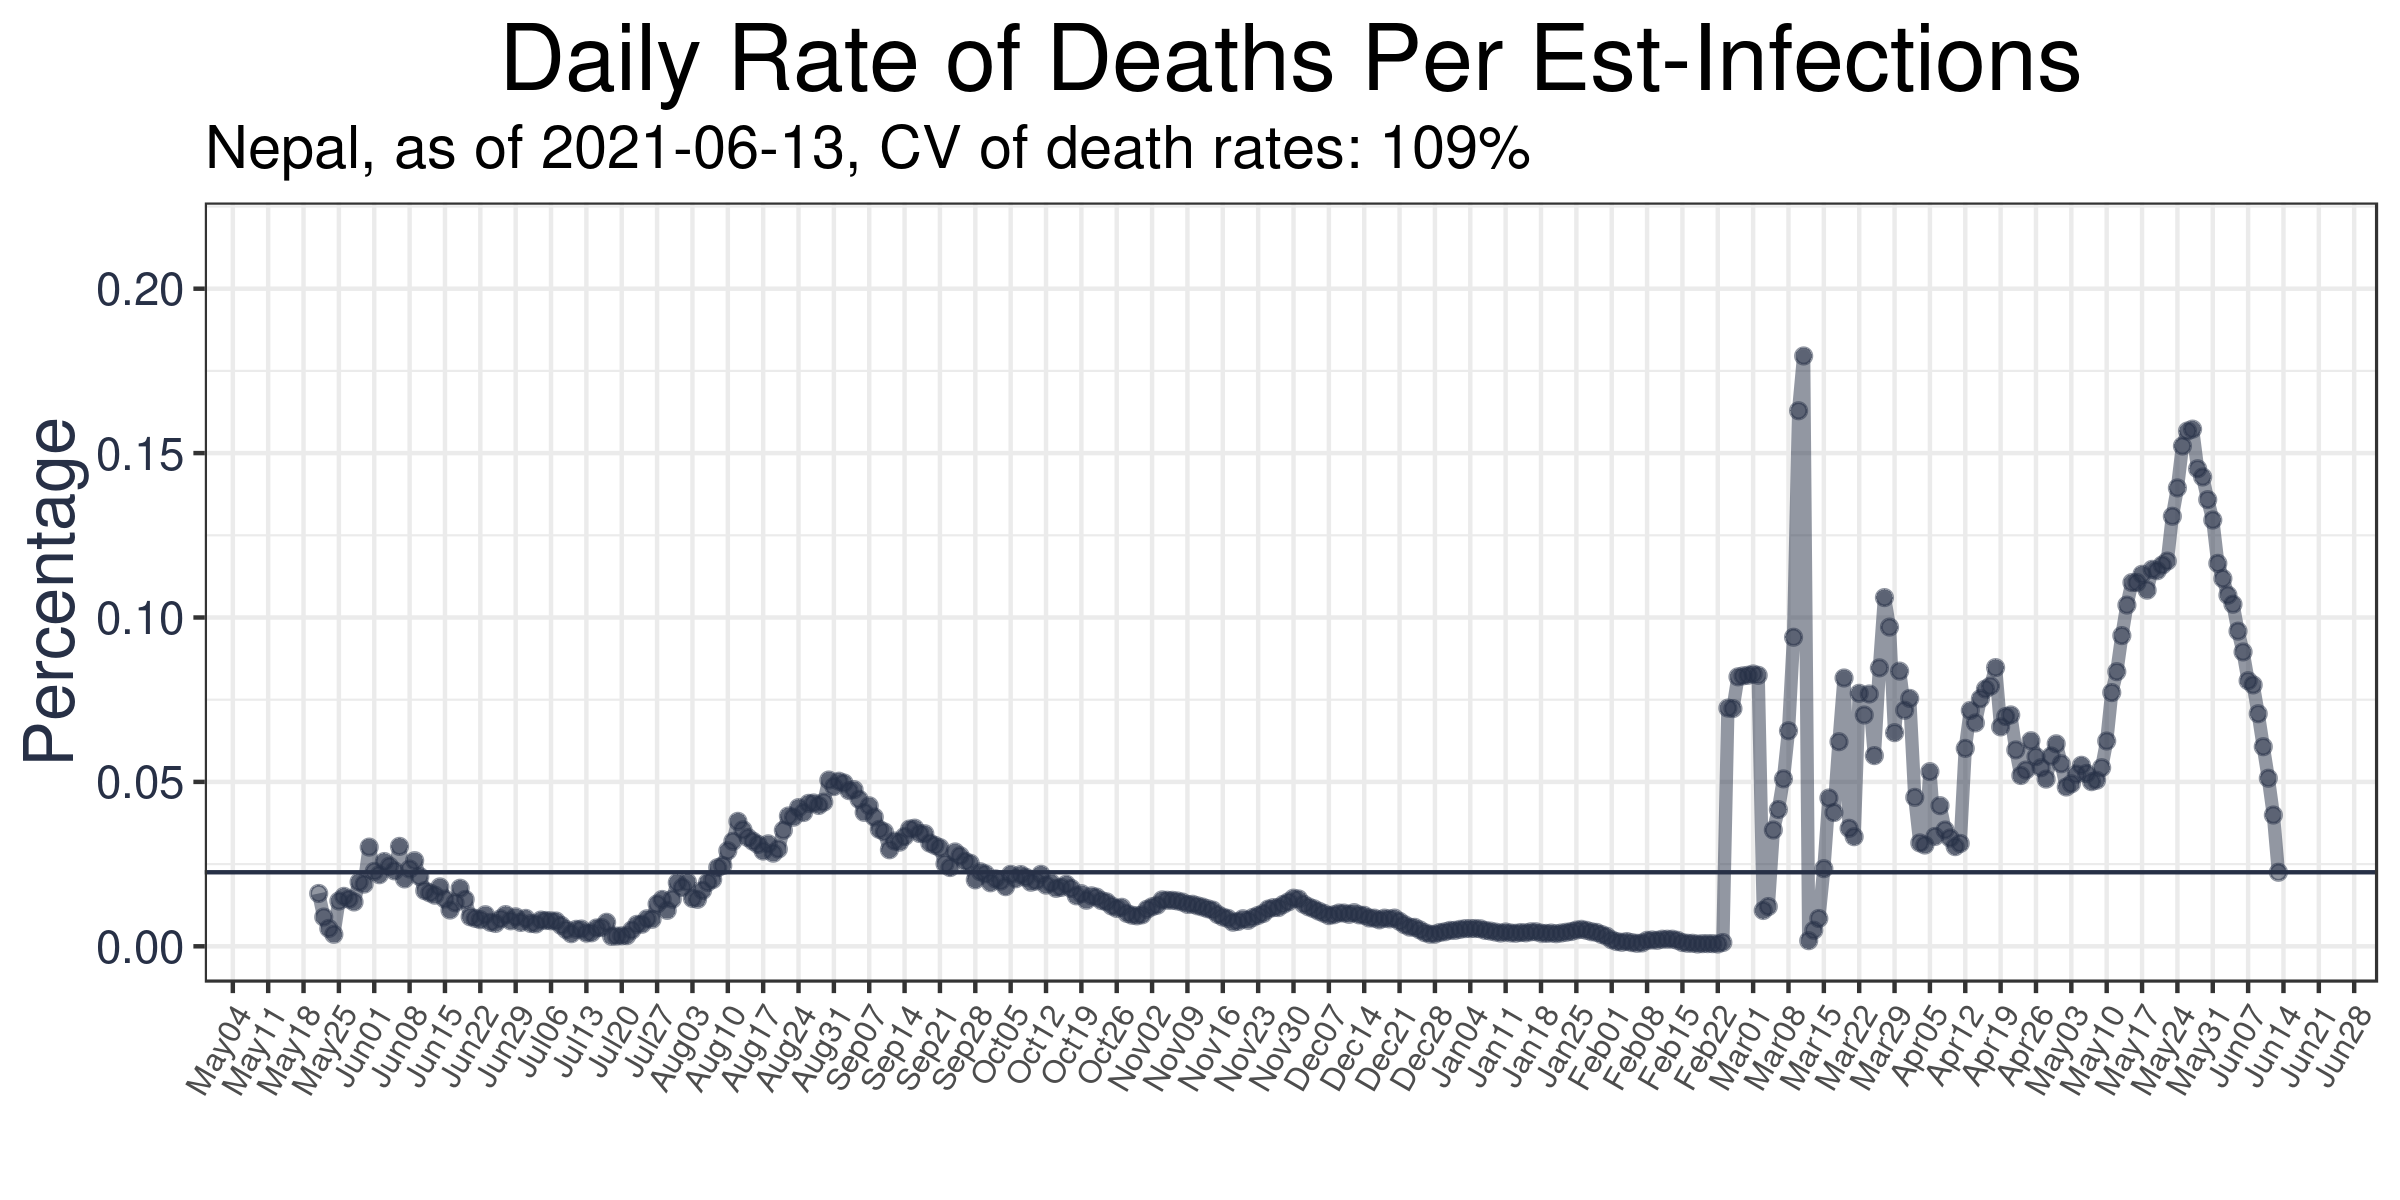 Daily Rate of Deaths Per Est-Infections
Nepal, as of 2021-06-13, CV of death rates: 109%
Percentage
0.20
0.15
0.10
0.05
0.00
May04
May11
May18
May25
Jun01
Jun08
Jun15
Jun22
Jun29
Jul06
Jul13
Jul20
Jul27
Aug03
Aug10
Aug17
Aug24
Aug31
Sep07
Sep14
Sep21
Sep28
Oct05
Oct12
Oct19
Oct26
Nov02
Nov09
Nov16
Nov23
Nov30
Dec07
Dec14
Dec21
Dec28
Jan04
Jan11
Jan18
Jan25
Feb01
Feb08
Feb15
Feb22
Mar01
Mar08
Mar15
Mar22
Mar29
Apr05
Apr12
Apr19
Apr26
May03
May10
May17
May24
May31
Jun07
Jun14
Jun21
Jun28